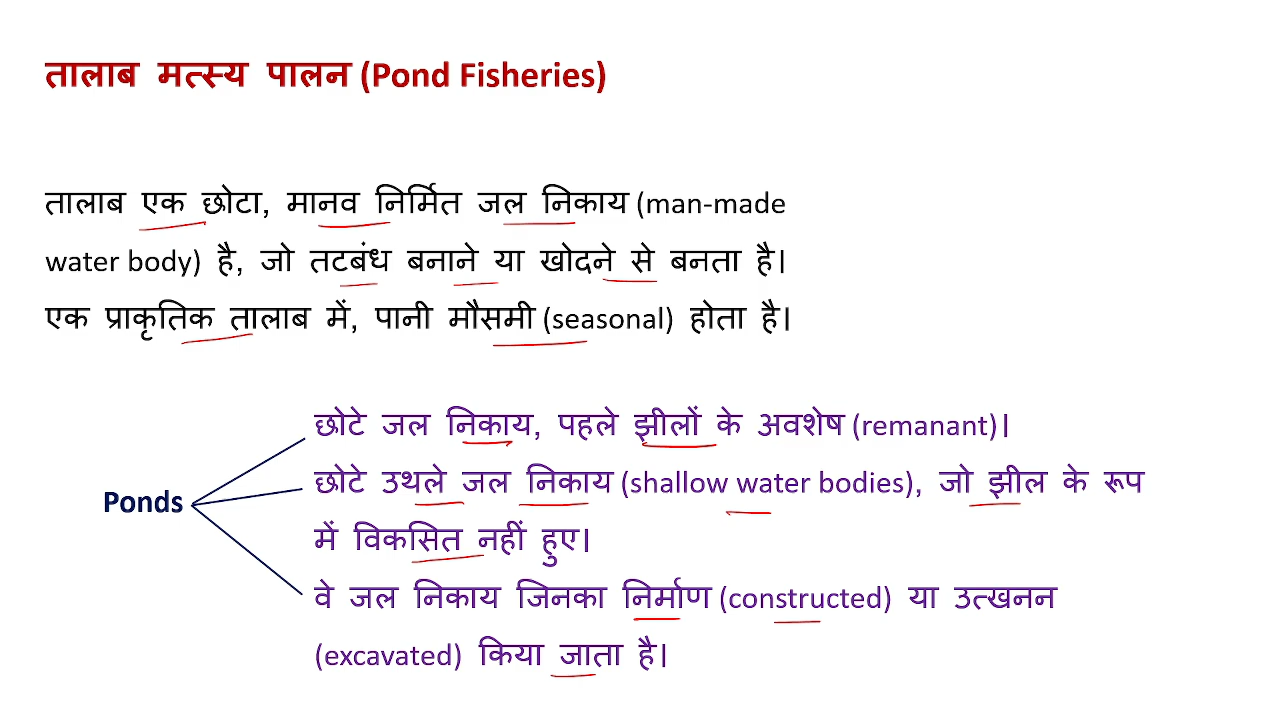 तालाब मत्स्य पालन (Pond Fisheries)
तालाब एक छोटा, मानव निर्मित जल निकाय (man-made
water body) है, जो तटबंध बनाने या खोदने से बनता है।
एक प्राकृतिक तालाब में, पानी मौसमी (seasonal) होता है।
छोटे जल निकाय, पहले झीलों के अवशेष (remanant)।
छोटे उथले जल निकाय (shallow water bodies), जो झील के रूप
Ponds
में विकसित नहीं हुए।
वे जल निकाय जिनका निर्माण (constructed) या उत्खनन
(excavated) किया जाता है।